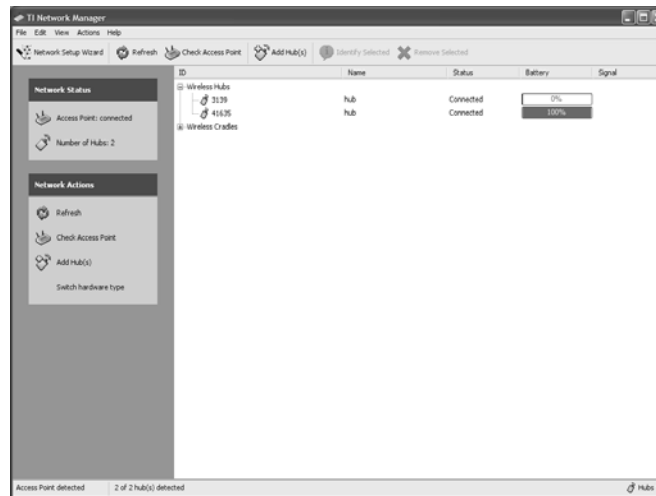 TI Network Manager
File Edit View Actions Help
Network Setup Wizard Refresh Check Access Point Add Hub(s) Identify Selected Remove Selected
ID Name Status Battery Signal
Network Status
Access Point: connected
Number of Hubs: 2
Network Actions
Refresh
Check Access Point
Add Hub(s)
Switch hardware type
Wireless Hubs
3139 hub Connected 0%
41635 hub Connected 100%
Wireless Cradles
Access Point detected 2 of 2 hub(s) detected Hubs